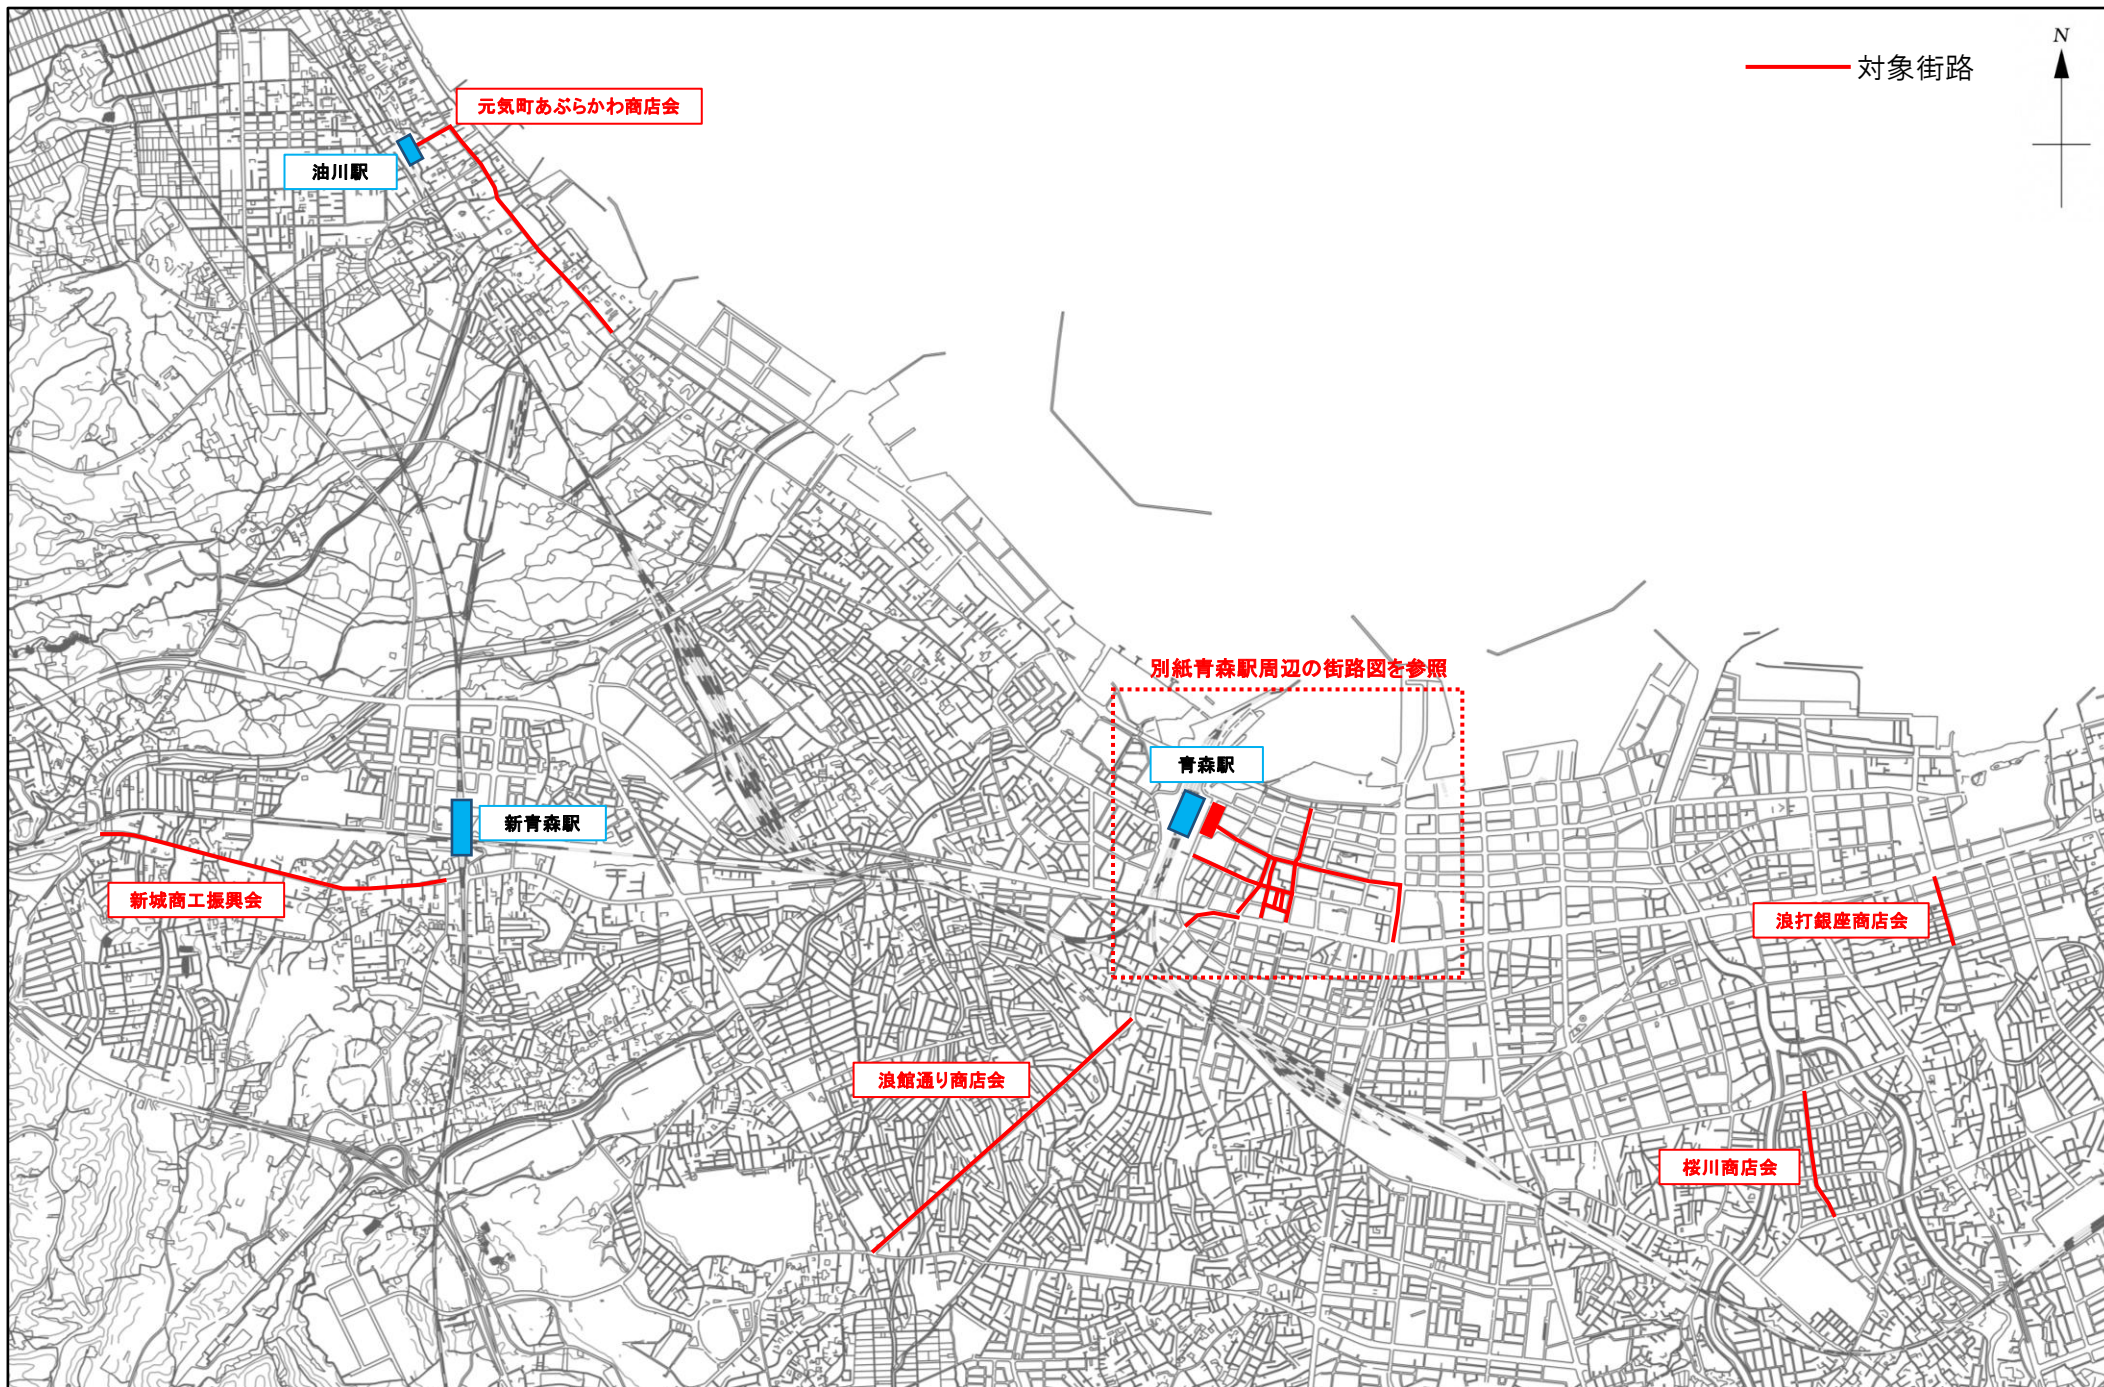 N
対象街路
元気町あぶらかわ商店会
油川駅
別紙青森駅周辺の街路図を参照
青森駅
新青森駅
新城商工振興会
浪打銀座商店会
浪館通り商店会
桜川商店会